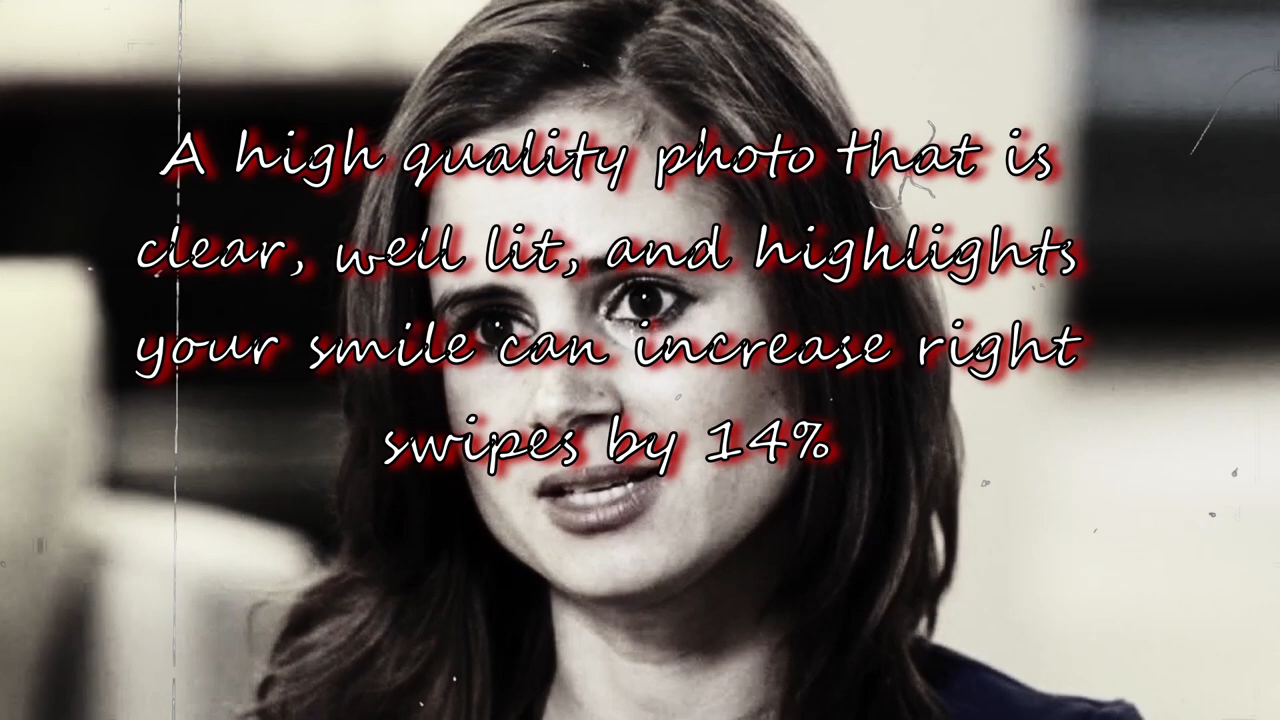 A high quality photo that is
clear, well lit, and highlights
your smile can increase right
swipes by 14%